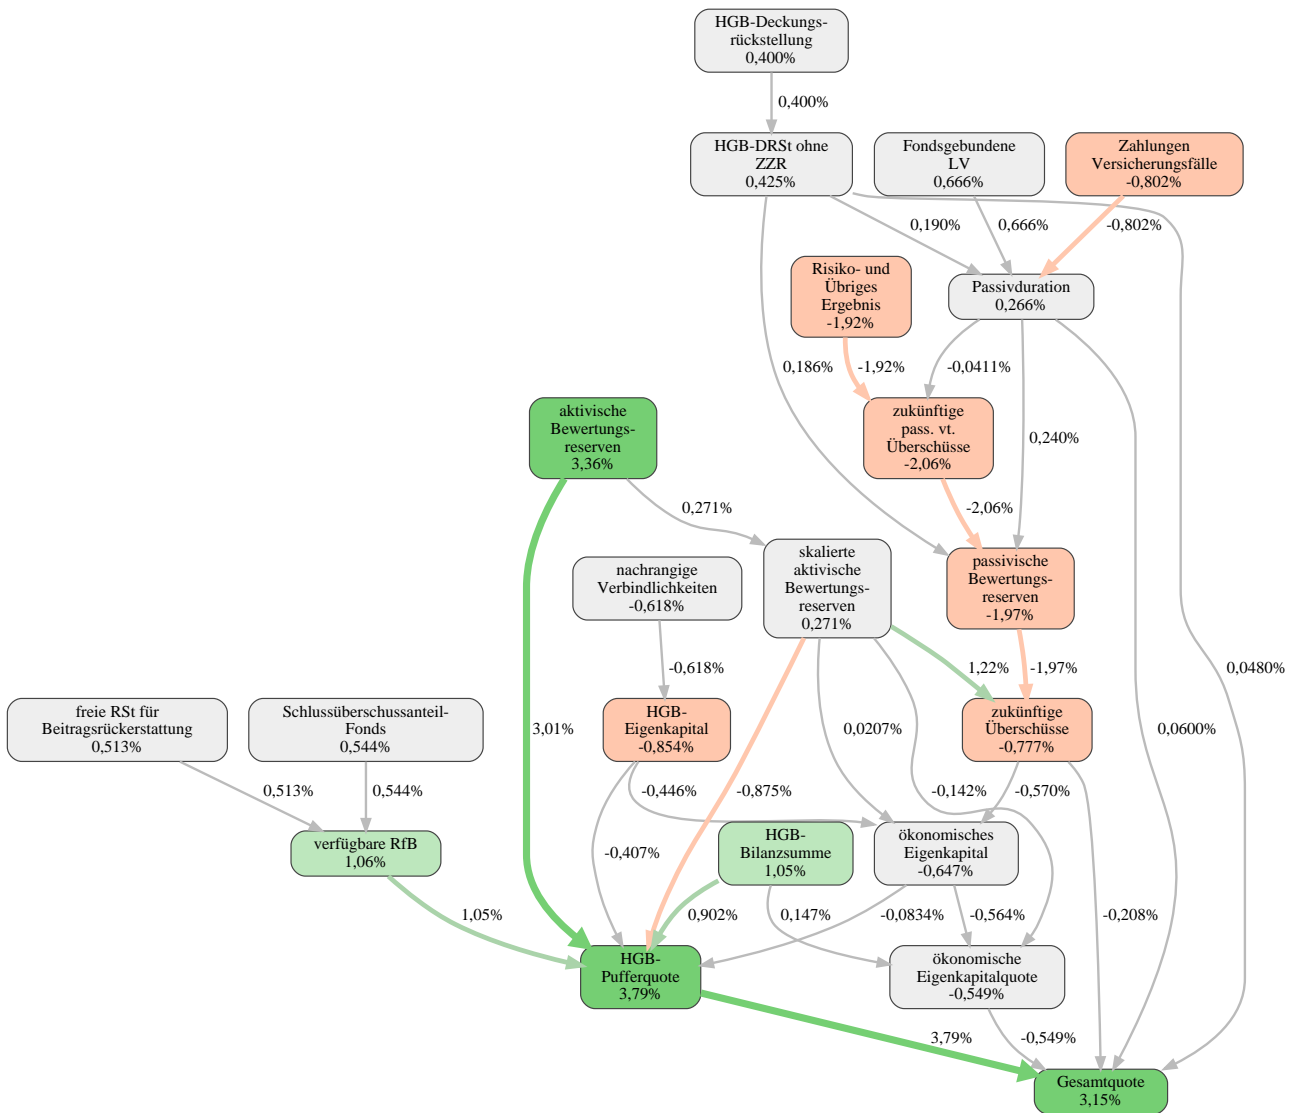 HGB-Deckungs-
rückstellung
0,400%
0,400%
HGB-DRSt ohne
ZZR
0,425%
Fondsgebundene
LV
0,666%
Zahlungen
Versicherungsfälle
-0,802%
0,190%
0,666%
-0,802%
Risiko- und
Übriges
Ergebnis
-1,92%
Passivduration
0,266%
0,186%
-1,92%
-0,0411%
0,240%
aktivische
Bewertungs-
reserven
3,36%
zukünftige
pass. vt.
Überschüsse
-2,06%
0,271%
-2,06%
nachrangige
Verbindlichkeiten
-0,618%
skalierte
aktivische
Bewertungs-
reserven
0,271%
passivische
Bewertungs-
reserven
-1,97%
-0,618%
1,22%
-1,97%
0,0480%
freie RSt für
Beitragsrückerstattung
0,513%
Schlussüberschussanteil-
Fonds
0,544%
3,01%
HGB-
Eigenkapital
-0,854%
0,0207%
zukünftige
Überschüsse
-0,777%
0,0600%
0,513%
0,544%
-0,446%
-0,875%
-0,142%
-0,570%
verfügbare RfB
1,06%
-0,407%
HGB-
Bilanzsumme
1,05%
ökonomisches
Eigenkapital
-0,647%
1,05%
0,902%
0,147%
-0,0834%
-0,564%
-0,208%
HGB-
Pufferquote
3,79%
ökonomische
Eigenkapitalquote
-0,549%
3,79%
-0,549%
Gesamtquote
3,15%